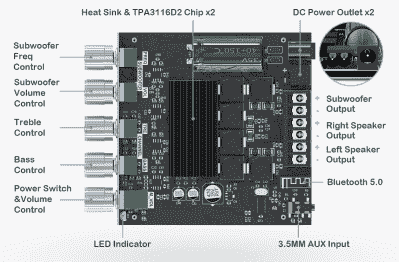 Heat Sink & TPA3116D2 Chip x2
DC Power Outlet x2
Subwoofer
Freq
Control
Subwoofer
Volume
Control
Treble
Control
Bass
Control
Power Switch
&Volume
Control
+ Subwoofer
- Output
+ Right Speaker
- Output
+ Left Speaker
- Output
Bluetooth 5.0
LED Indicator
3.5MM AUX Input